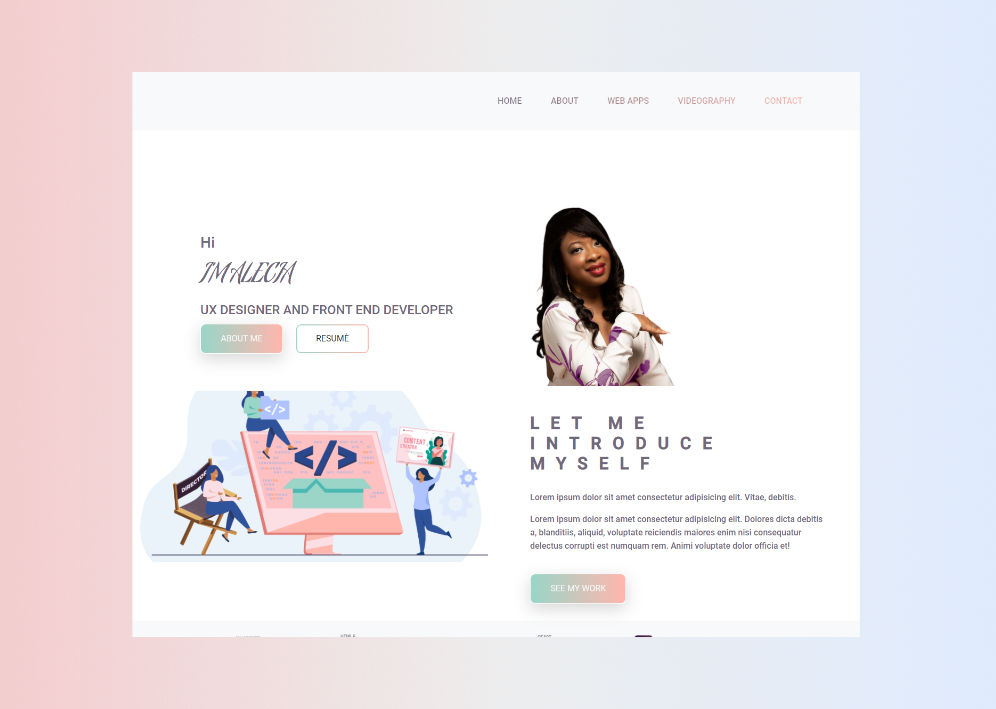 HOME ABOUT WEB APPS VIDEOGRAPHY CONTACT
Hi
I'M ALECIA
UX DESIGNER AND FRONT END DEVELOPER
ABOUT ME RESUMÉ
</>
</>
CONTENT
CREATOR
DIRECTOR
LET ME
INTRODUCE
MYSELF
Lorem ipsum dolor sit amet consectetur adipisicing elit. Vitae, debitis.
Lorem ipsum dolor sit amet consectetur adipisicing elit. Dolores dicta debitis
a, blanditiis, aliquid, voluptate reiciendis maiores enim nisi consequatur
delectus corrupti est numquam rem. Animi voluptate dolor officia et!
SEE MY WORK